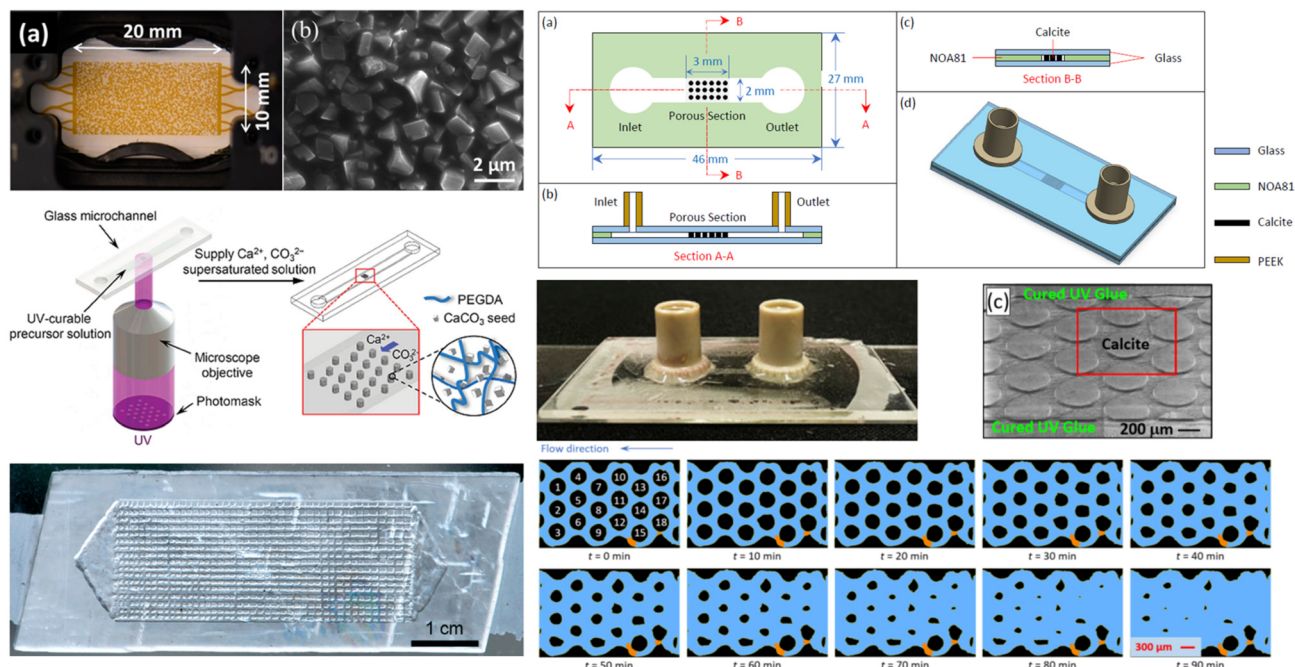 (a)
20 mm
10 mm
(b)
2 µm
Glass microchannel
Supply Ca²⁺, CO₃²⁻
supersaturated solution
UV-curable
precursor solution
Microscope
objective
Photomask
UV
PEGDA
CaCO₃ seed
Ca²⁺
CO₃²⁻
1 cm
(a)
B
3 mm
27 mm
2 mm
A
A
Inlet
Porous Section
Outlet
46 mm
B
(b)
Inlet
Outlet
Porous Section
Section A-A
(c)
Calcite
NOA81
Glass
Section B-B
(d)
Glass
NOA81
Calcite
PEEK
(c)
Cured UV Glue
Calcite
Cured UV Glue
200 µm
Flow direction
1 2 3 4 5 6 7 8 9 10 11 12 13 14 15 16 17 18
t = 0 min
t = 10 min
t = 20 min
t = 30 min
t = 40 min
300 µm
t = 50 min
t = 60 min
t = 70 min
t = 80 min
t = 90 min